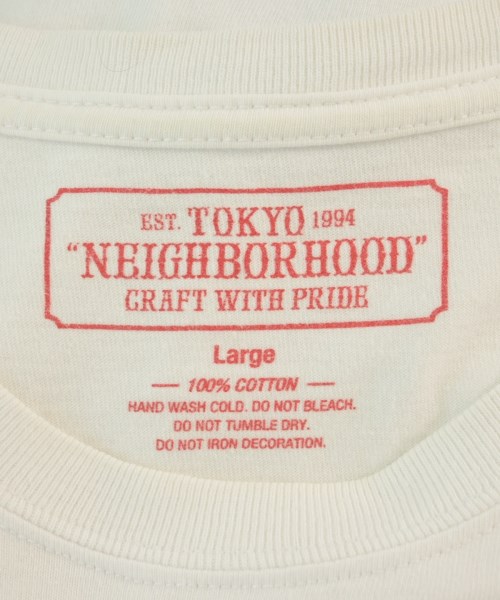 EST. TOKYO 1994
"NEIGHBORHOOD"
CRAFT WITH PRIDE
Large
— 100% COTTON —
HAND WASH COLD. DO NOT BLEACH.
DO NOT TUMBLE DRY.
DO NOT IRON DECORATION.